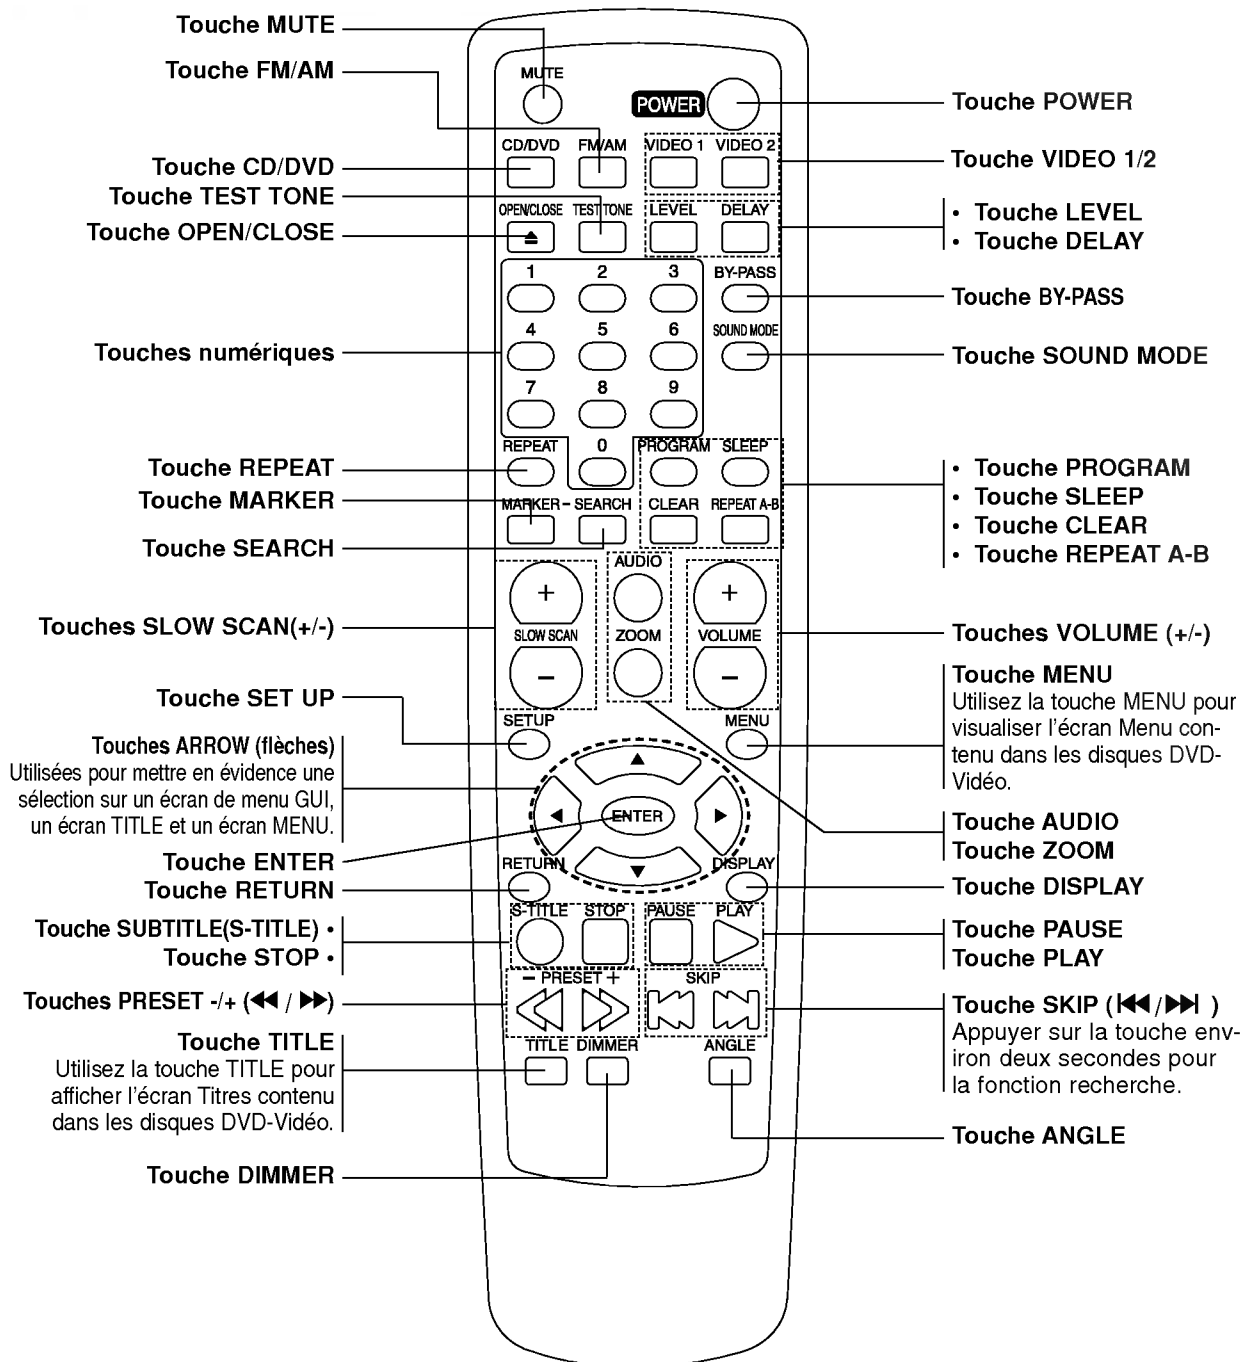 Touche MUTE
Touche FM/AM
Touche CD/DVD
Touche TEST TONE
Touche OPEN/CLOSE
Touches numériques
Touche REPEAT
Touche MARKER
Touche SEARCH
Touches SLOW SCAN(+/-)
Touche SET UP
Touches ARROW (flèches)
Utilisées pour mettre en évidence une
sélection sur un écran de menu GUI,
un écran TITLE et un écran MENU.
Touche ENTER
Touche RETURN
Touche SUBTITLE(S-TITLE) •
Touche STOP •
Touches PRESET -/+ (◀◀ / ▶▶)
Touche TITLE
Utilisez la touche TITLE pour
afficher l'écran Titres contenu
dans les disques DVD-Vidéo.
Touche DIMMER
MUTE
POWER
CD/DVD FM/AM VIDEO 1 VIDEO 2
OPEN/CLOSE TEST TONE LEVEL DELAY
1 2 3 BY-PASS
4 5 6 SOUND MODE
7 8 9
REPEAT 0 PROGRAM SLEEP
MARKER – SEARCH CLEAR REPEAT A-B
AUDIO
+ +
SLOW SCAN ZOOM VOLUME
– –
SETUP MENU
▲
◀ ENTER ▶
▼
RETURN DISPLAY
S-TITLE STOP PAUSE PLAY
– PRESET + SKIP
TITLE DIMMER ANGLE
Touche POWER
Touche VIDEO 1/2
• Touche LEVEL
• Touche DELAY
Touche BY-PASS
Touche SOUND MODE
• Touche PROGRAM
• Touche SLEEP
• Touche CLEAR
• Touche REPEAT A-B
Touches VOLUME (+/-)
Touche MENU
Utilisez la touche MENU pour
visualiser l'écran Menu con-
tenu dans les disques DVD-
Vidéo.
Touche AUDIO
Touche ZOOM
Touche DISPLAY
Touche PAUSE
Touche PLAY
Touche SKIP (|◀◀/▶▶| )
Appuyer sur la touche env-
iron deux secondes pour
la fonction recherche.
Touche ANGLE